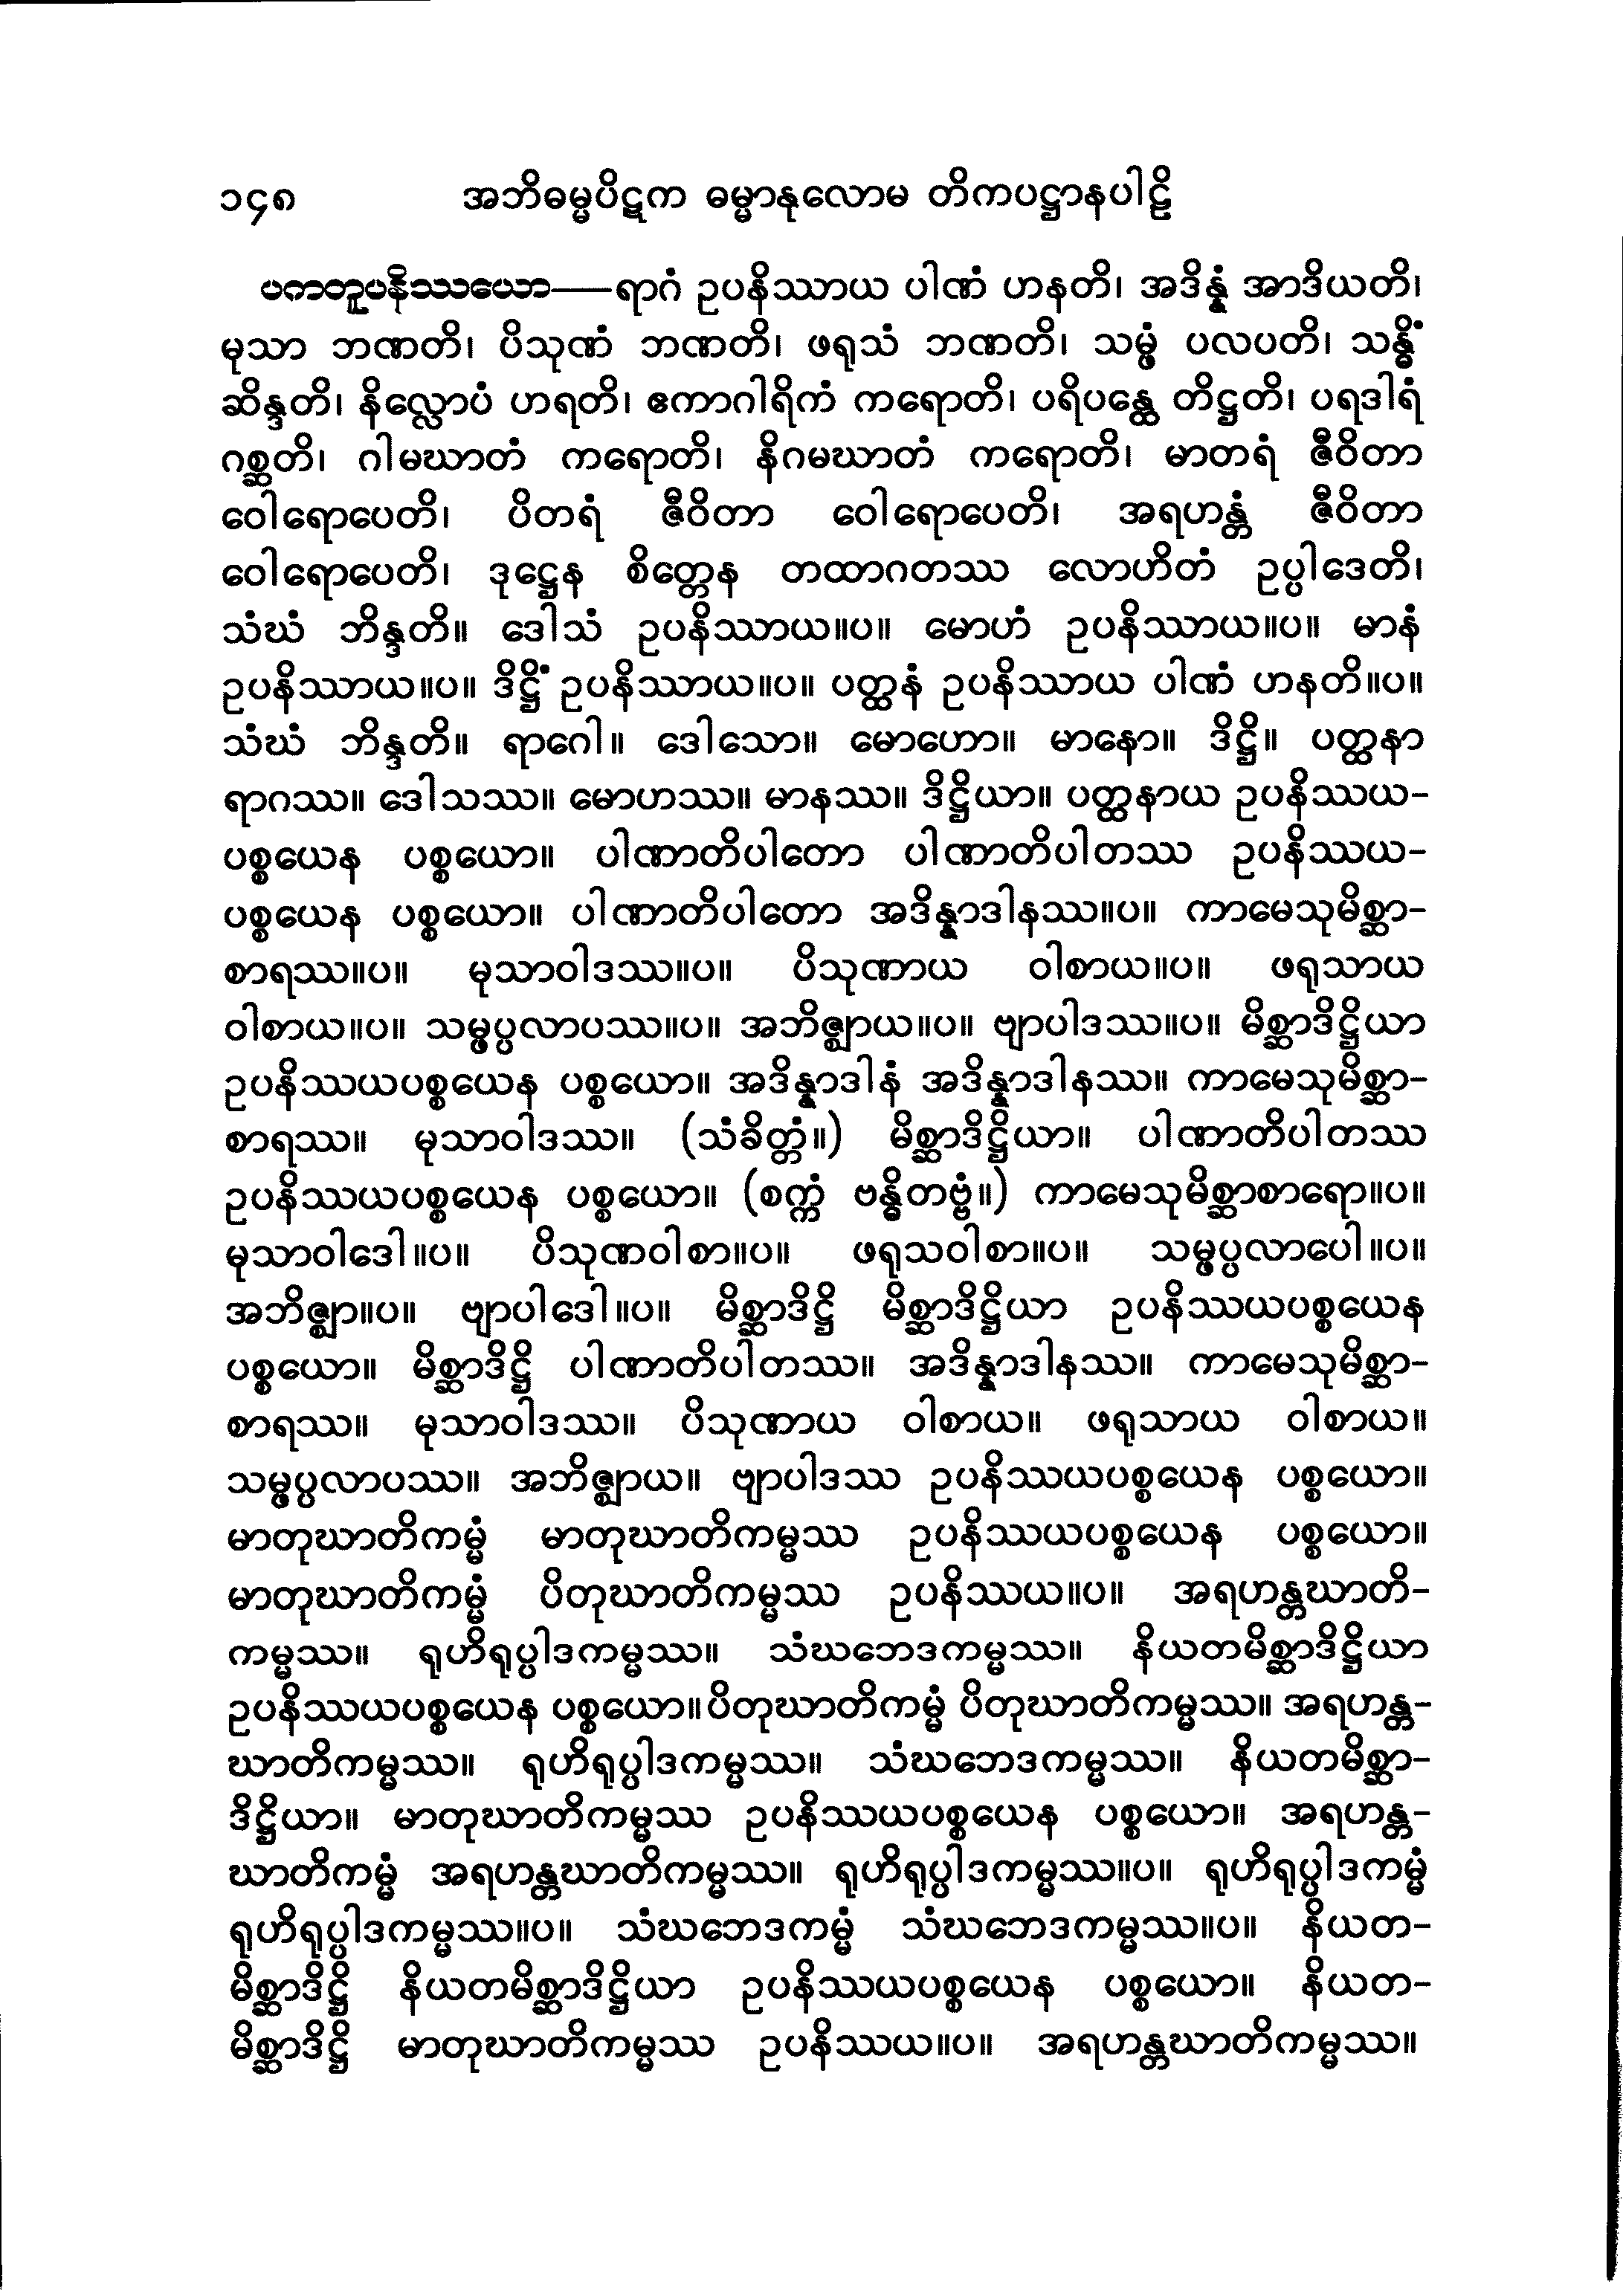 ၁၄၈ အဘိဓမ္မပိဋက ဓမ္မာနုလောမ တိကပဋ္ဌာနပါဠိ
ပကတူပနိဿယော—ရာဂံ ဥပနိဿာယ ပါဏံ ဟနတိ၊ အဒိန္နံ အာဒိယတိ၊
မုသာ ဘဏတိ၊ ပိသုဏံ ဘဏတိ၊ ဖရုသံ ဘဏတိ၊ သမ္ဖံ ပလပတိ၊ သန္ဓိံ
ဆိန္ဒတိ၊ နိလ္လောပံ ဟရတိ၊ ဧကာဂါရိကံ ကရောတိ၊ ပရိပန္ထေ တိဋ္ဌတိ၊ ပရဒါရံ
ဂစ္ဆတိ၊ ဂါမဃာတံ ကရောတိ၊ နိဂမဃာတံ ကရောတိ၊ မာတရံ ဇီဝိတာ
ဝေါရောပေတိ၊ ပိတရံ ဇီဝိတာ ဝေါရောပေတိ၊ အရဟန္တံ ဇီဝိတာ
ဝေါရောပေတိ၊ ဒုဋ္ဌေန စိတ္တေန တထာဂတဿ လောဟိတံ ဥပ္ပါဒေတိ၊
သံဃံ ဘိန္ဒတိ။ ဒေါသံ ဥပနိဿာယ။ပ။ မောဟံ ဥပနိဿာယ။ပ။ မာနံ
ဥပနိဿာယ။ပ။ ဒိဋ္ဌိံ ဥပနိဿာယ။ပ။ ပတ္ထနံ ဥပနိဿာယ ပါဏံ ဟနတိ။ပ။
သံဃံ ဘိန္ဒတိ။ ရာဂေါ။ ဒေါသော။ မောဟော။ မာနော။ ဒိဋ္ဌိ။ ပတ္ထနာ
ရာဂဿ။ ဒေါသဿ။ မောဟဿ။ မာနဿ။ ဒိဋ္ဌိယာ။ ပတ္ထနာယ ဥပနိဿယ-
ပစ္စယေန ပစ္စယော။ ပါဏာတိပါတော ပါဏာတိပါတဿ ဥပနိဿယ-
ပစ္စယေန ပစ္စယော။ ပါဏာတိပါတော အဒိန္နာဒါနဿ။ပ။ ကာမေသုမိစ္ဆာ-
စာရဿ။ပ။ မုသာဝါဒဿ။ပ။ ပိသုဏာယ ဝါစာယ။ပ။ ဖရုသာယ
ဝါစာယ။ပ။ သမ္ဖပ္ပလာပဿ။ပ။ အဘိဇ္ဈာယ။ပ။ ဗျာပါဒဿ။ပ။ မိစ္ဆာဒိဋ္ဌိယာ
ဥပနိဿယပစ္စယေန ပစ္စယော။ အဒိန္နာဒါနံ အဒိန္နာဒါနဿ။ ကာမေသုမိစ္ဆာ-
စာရဿ။ မုသာဝါဒဿ။ (သံခိတ္တံ။) မိစ္ဆာဒိဋ္ဌိယာ။ ပါဏာတိပါတဿ
ဥပနိဿယပစ္စယေန ပစ္စယော။ (စက္ကံ ဗန္ဓိတဗ္ဗံ။) ကာမေသုမိစ္ဆာစာရော။ပ။
မုသာဝါဒေါ။ပ။ ပိသုဏဝါစာ။ပ။ ဖရုသဝါစာ။ပ။ သမ္ဖပ္ပလာပေါ။ပ။
အဘိဇ္ဈာ။ပ။ ဗျာပါဒေါ။ပ။ မိစ္ဆာဒိဋ္ဌိ မိစ္ဆာဒိဋ္ဌိယာ ဥပနိဿယပစ္စယေန
ပစ္စယော။ မိစ္ဆာဒိဋ္ဌိ ပါဏာတိပါတဿ။ အဒိန္နာဒါနဿ။ ကာမေသုမိစ္ဆာ-
စာရဿ။ မုသာဝါဒဿ။ ပိသုဏာယ ဝါစာယ။ ဖရုသာယ ဝါစာယ။
သမ္ဖပ္ပလာပဿ။ အဘိဇ္ဈာယ။ ဗျာပါဒဿ ဥပနိဿယပစ္စယေန ပစ္စယော။
မာတုဃာတိကမ္မံ မာတုဃာတိကမ္မဿ ဥပနိဿယပစ္စယေန ပစ္စယော။
မာတုဃာတိကမ္မံ ပိတုဃာတိကမ္မဿ ဥပနိဿယ။ပ။ အရဟန္တဃာတိ-
ကမ္မဿ။ ရုဟိရုပ္ပါဒကမ္မဿ။ သံဃဘေဒကမ္မဿ။ နိယတမိစ္ဆာဒိဋ္ဌိယာ
ဥပနိဿယပစ္စယေန ပစ္စယော။ ပိတုဃာတိကမ္မံ ပိတုဃာတိကမ္မဿ။ အရဟန္တ-
ဃာတိကမ္မဿ။ ရုဟိရုပ္ပါဒကမ္မဿ။ သံဃဘေဒကမ္မဿ။ နိယတမိစ္ဆာ-
ဒိဋ္ဌိယာ။ မာတုဃာတိကမ္မဿ ဥပနိဿယပစ္စယေန ပစ္စယော။ အရဟန္တ-
ဃာတိကမ္မံ အရဟန္တဃာတိကမ္မဿ။ ရုဟိရုပ္ပါဒကမ္မဿ။ပ။ ရုဟိရုပ္ပါဒကမ္မံ
ရုဟိရုပ္ပါဒကမ္မဿ။ပ။ သံဃဘေဒကမ္မံ သံဃဘေဒကမ္မဿ။ပ။ နိယတ-
မိစ္ဆာဒိဋ္ဌိ နိယတမိစ္ဆာဒိဋ္ဌိယာ ဥပနိဿယပစ္စယေန ပစ္စယော။ နိယတ-
မိစ္ဆာဒိဋ္ဌိ မာတုဃာတိကမ္မဿ ဥပနိဿယ။ပ။ အရဟန္တဃာတိကမ္မဿ။